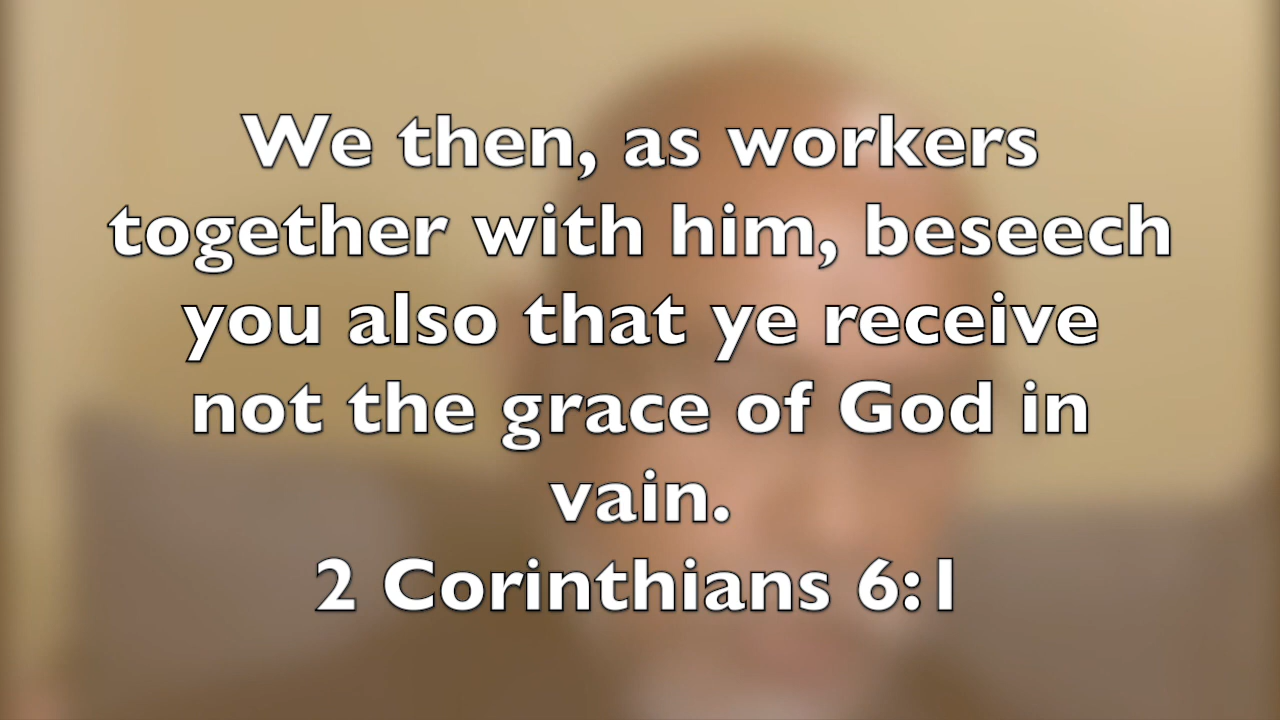 We then, as workers
together with him, beseech
you also that ye receive
not the grace of God in
vain.
2 Corinthians 6:1